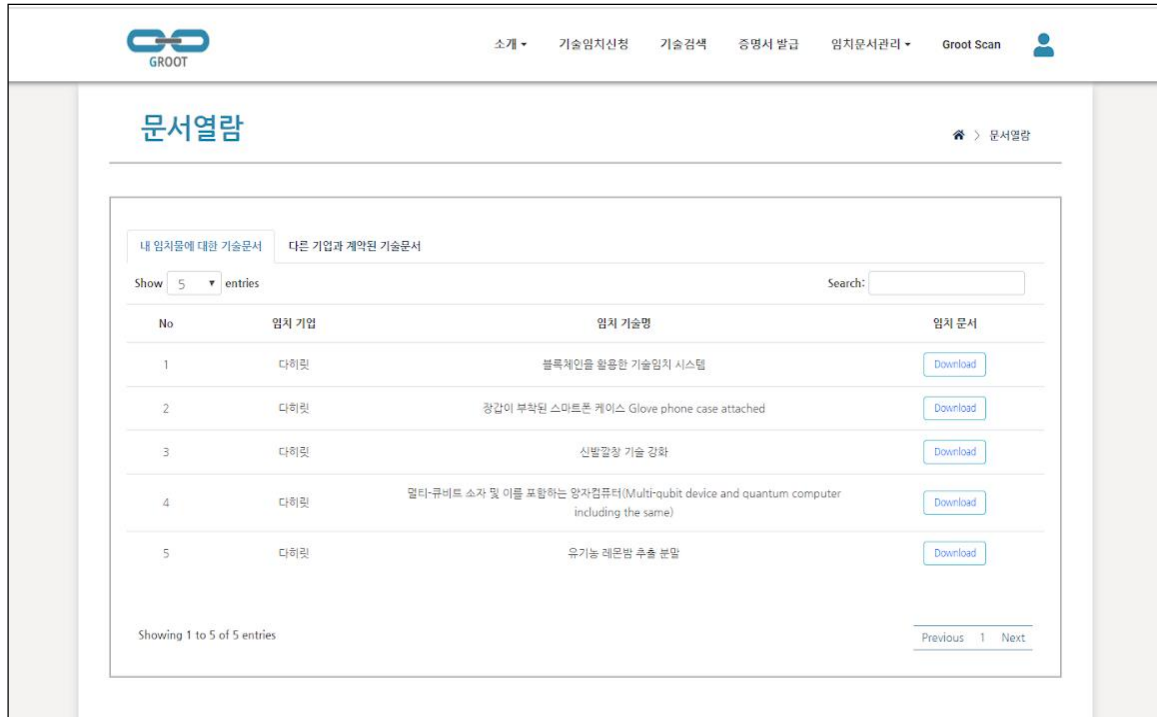 GROOT
소개 기술임치신청 기술검색 증명서 발급 임치문서관리 Groot Scan
문서열람
> 문서열람
내 임치물에 대한 기술문서 다른 기업과 계약된 기술문서
Show 5 entries Search:
No 임치 기업 임치 기술명 임치 문서
1 다히릿 블록체인을 활용한 기술임치 시스템 Download
2 다히릿 장갑이 부착된 스마트폰 케이스 Glove phone case attached Download
3 다히릿 신발깔창 기술 강화 Download
4 다히릿 멀티-큐비트 소자 및 이를 포함하는 양자컴퓨터(Multi-qubit device and quantum computer
including the same) Download
5 다히릿 유기농 레몬밤 추출 분말 Download
Showing 1 to 5 of 5 entries Previous 1 Next